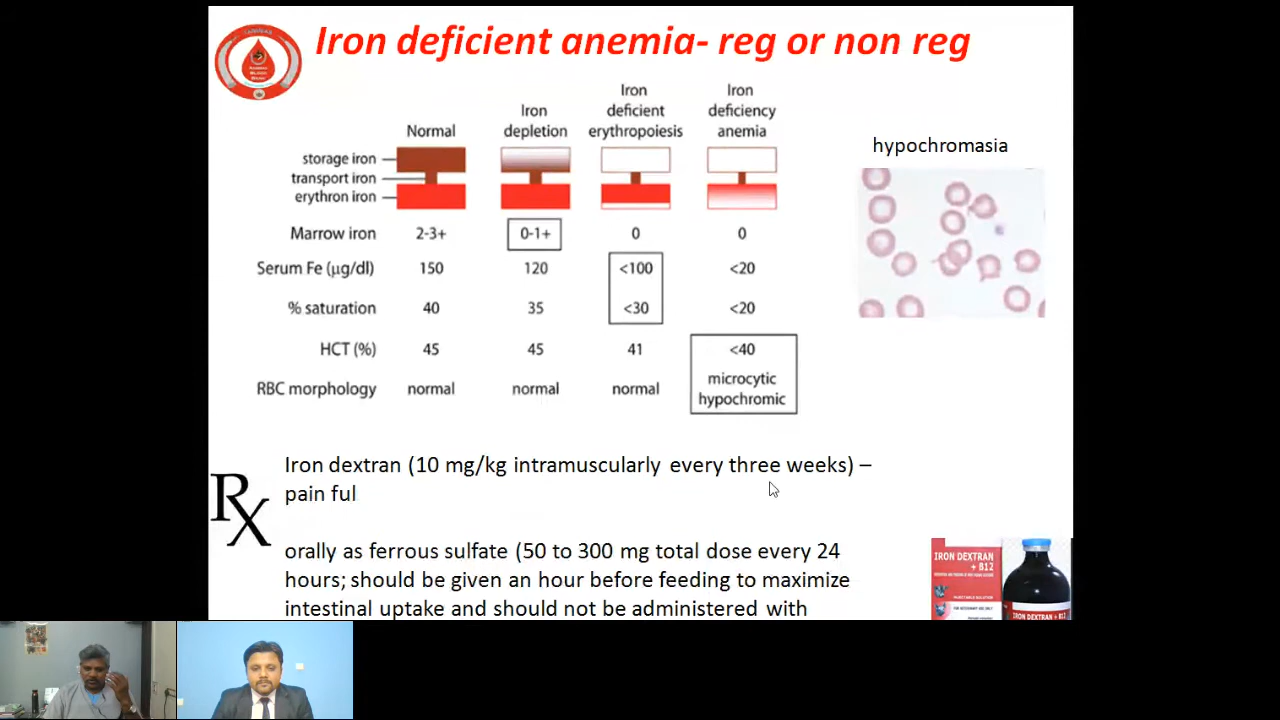 Iron deficient anemia- reg or non reg
Iron Iron
Iron deficient deficiency
Normal depletion erythropoiesis anemia
storage iron
transport iron
erythron iron
Marrow iron 2-3+ 0-1+ 0 0
Serum Fe (µg/dl) 150 120 <100 <20
% saturation 40 35 <30 <20
HCT (%) 45 45 41 <40
RBC morphology normal normal normal microcytic
hypochromic
hypochromasia
Rx
Iron dextran (10 mg/kg intramuscularly every three weeks) –
pain ful
orally as ferrous sulfate (50 to 300 mg total dose every 24
hours; should be given an hour before feeding to maximize
intestinal uptake and should not be administered with
IRON DEXTRAN
+ B12
IRON DEXTRAN + B12